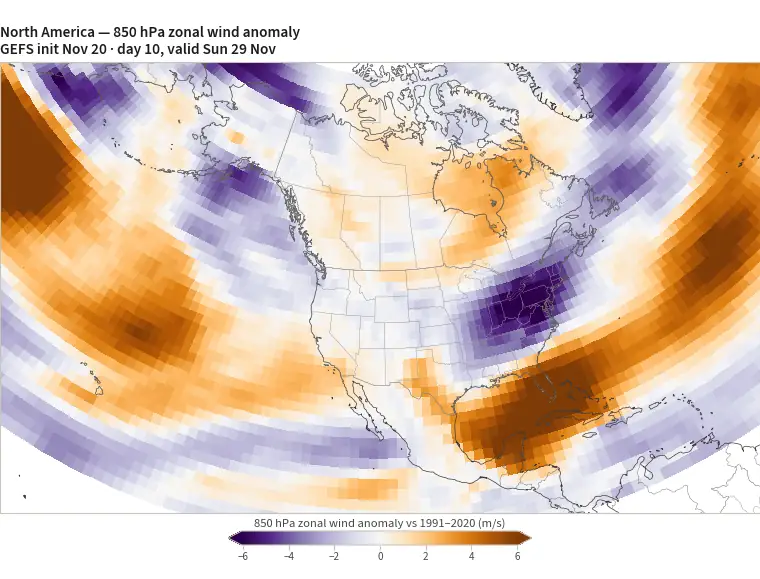 North America — 850 hPa zonal wind anomaly
GEFS init Nov 20 · day 10, valid Sun 29 Nov
850 hPa zonal wind anomaly vs 1991–2020 (m/s)
−6 −4 −2 0 2 4 6